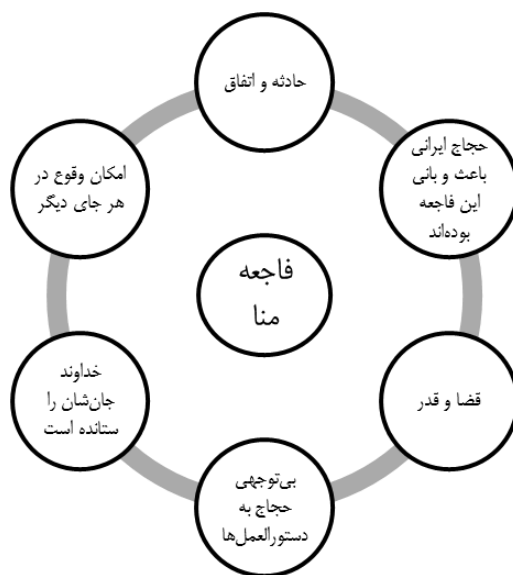 حادثه و اتفاق
حجاج ایرانی
باعث و بانی
این فاجعه
بوده‌اند
امکان وقوع در
هر جای دیگر
فاجعه
منا
قضا و قدر
خداوند
جان‌شان را
ستانده است
بی‌توجهی
حجاج به
دستورالعمل‌ها